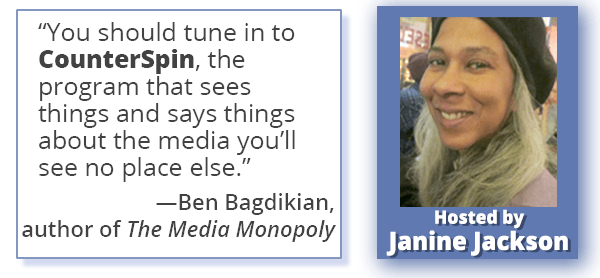 “You should tune in to
CounterSpin, the
program that sees
things and says things
about the media you’ll
see no place else.”
—Ben Bagdikian,
author of The Media Monopoly
Hosted by
Janine Jackson